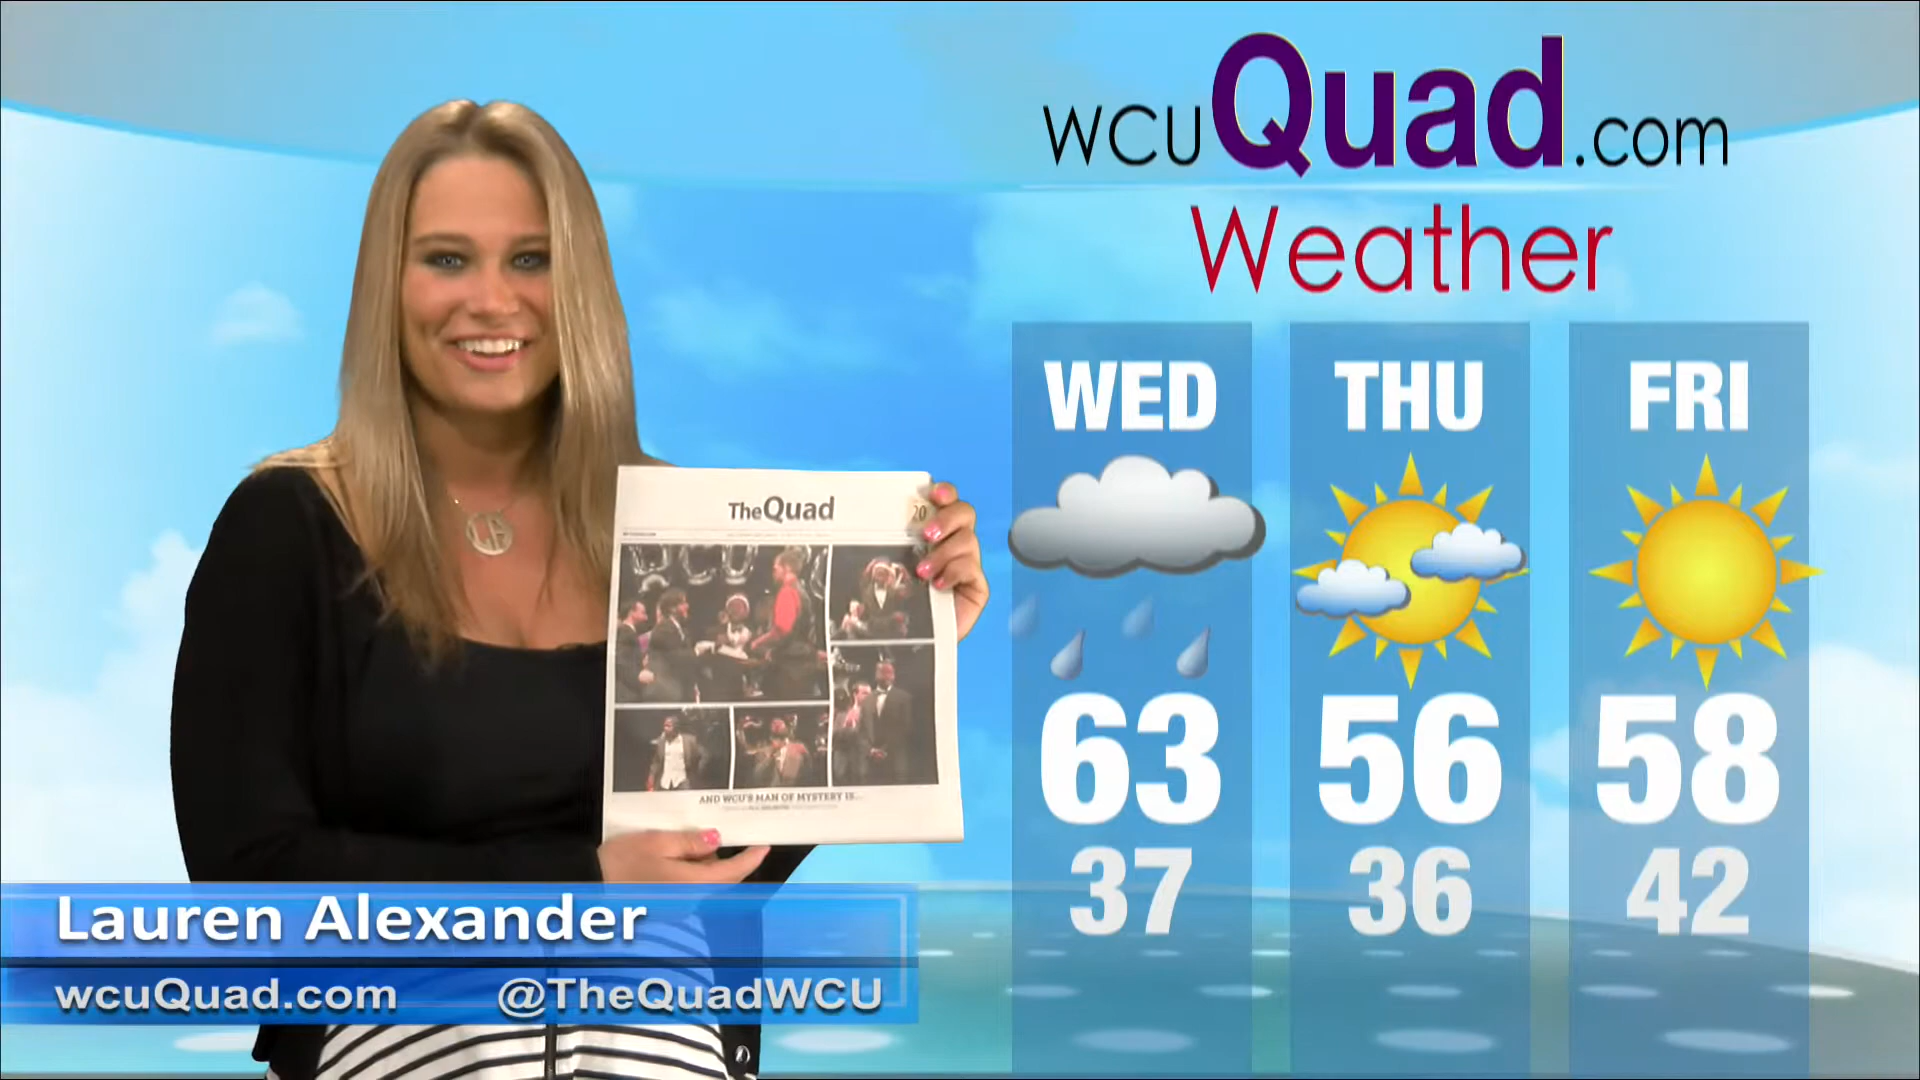 wcuQuad.com
Weather
WED THU FRI
63 56 58
37 36 42
TheQuad
20
AND WCU'S MAN OF MYSTERY IS...
Lauren Alexander
wcuQuad.com @TheQuadWCU